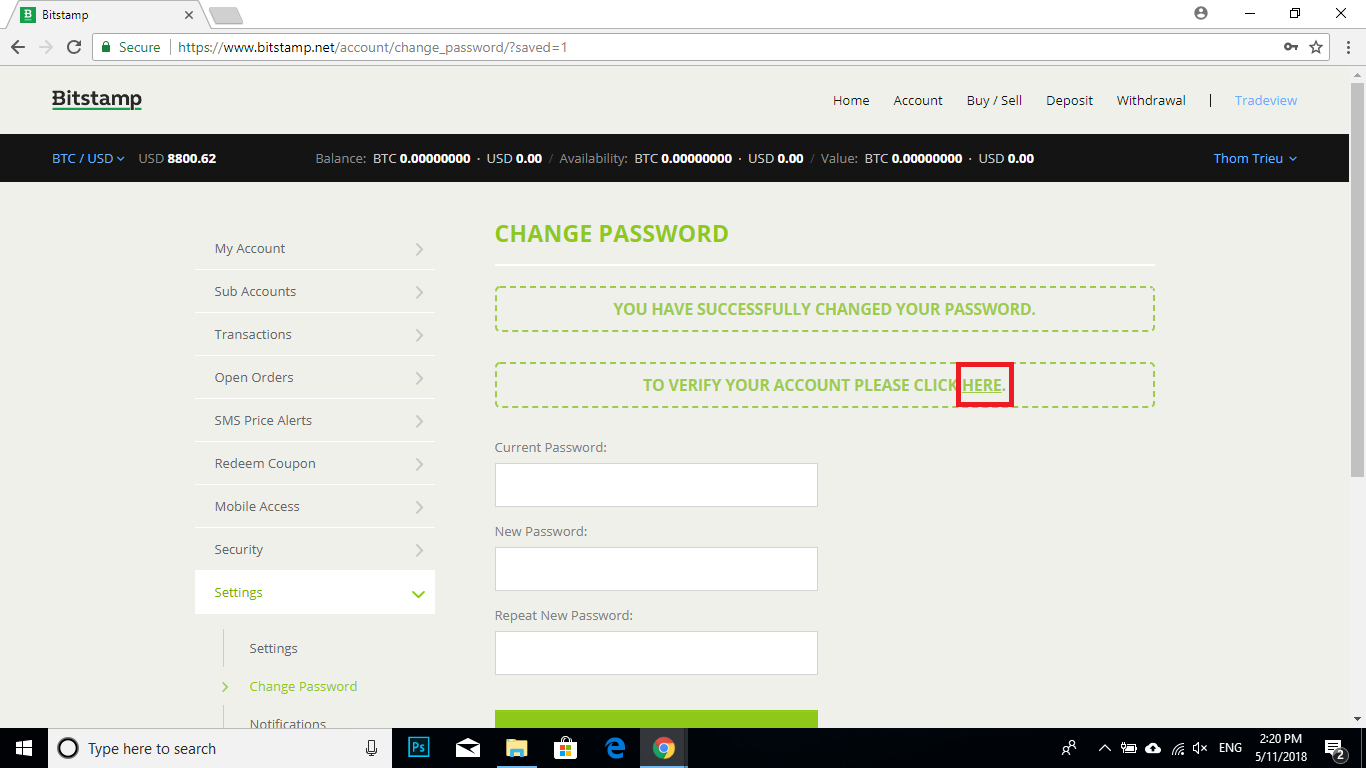 Bitstamp
Secure https://www.bitstamp.net/account/change_password/?saved=1
Bitstamp
Home Account Buy / Sell Deposit Withdrawal | Tradeview
BTC / USD USD 8800.62 Balance: BTC 0.00000000 · USD 0.00 / Availability: BTC 0.00000000 · USD 0.00 / Value: BTC 0.00000000 · USD 0.00 Thom Trieu
My Account
Sub Accounts
Transactions
Open Orders
SMS Price Alerts
Redeem Coupon
Mobile Access
Security
Settings
Settings
Change Password
Notifications
CHANGE PASSWORD
YOU HAVE SUCCESSFULLY CHANGED YOUR PASSWORD.
TO VERIFY YOUR ACCOUNT PLEASE CLICK HERE.
Current Password:
New Password:
Repeat New Password:
Type here to search
Ps
ENG
2:20 PM
5/11/2018
2